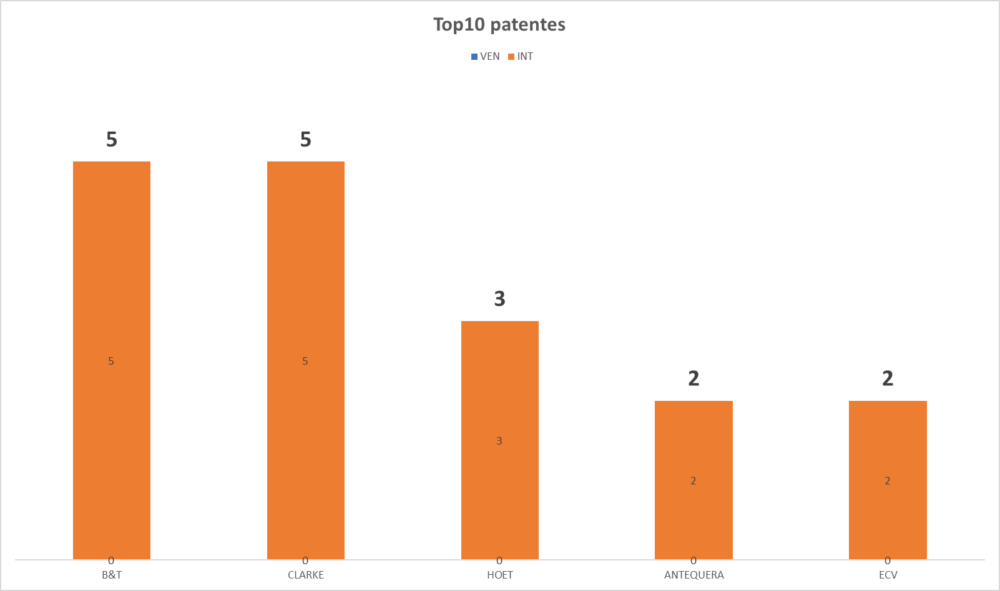 Top10 patentes
VEN INT
5 5
3
2 2
5 5
3
2 2
0 0 0 0 0
B&T CLARKE HOET ANTEQUERA ECV